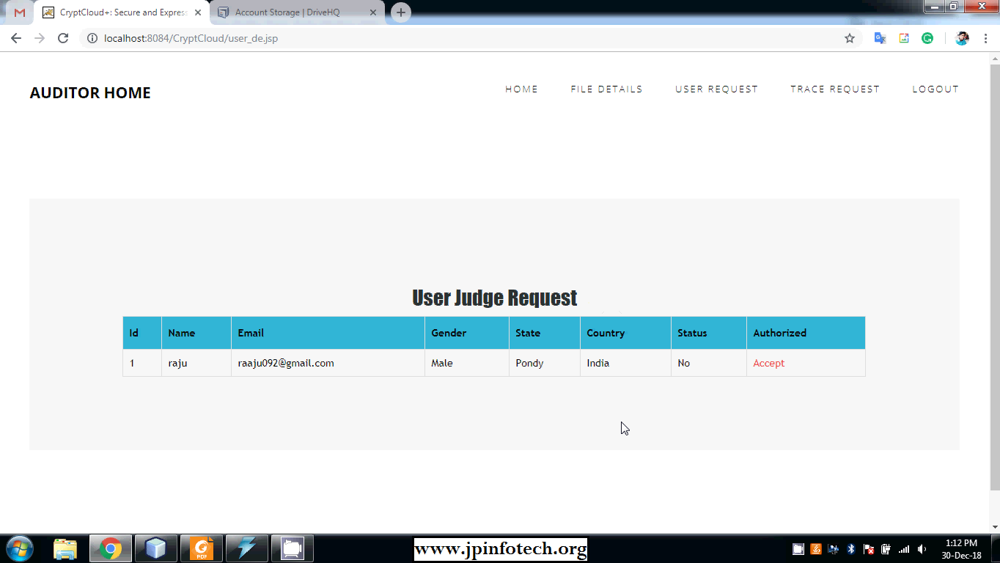 CryptCloud+: Secure and Express
Account Storage | DriveHQ
localhost:8084/CryptCloud/user_de.jsp
AUDITOR HOME
HOME
FILE DETAILS
USER REQUEST
TRACE REQUEST
LOGOUT
User Judge Request
Id Name Email Gender State Country Status Authorized
1 raju raaju092@gmail.com Male Pondy India No Accept
PDF
www.jpinfotech.org
1:12 PM
30-Dec-18